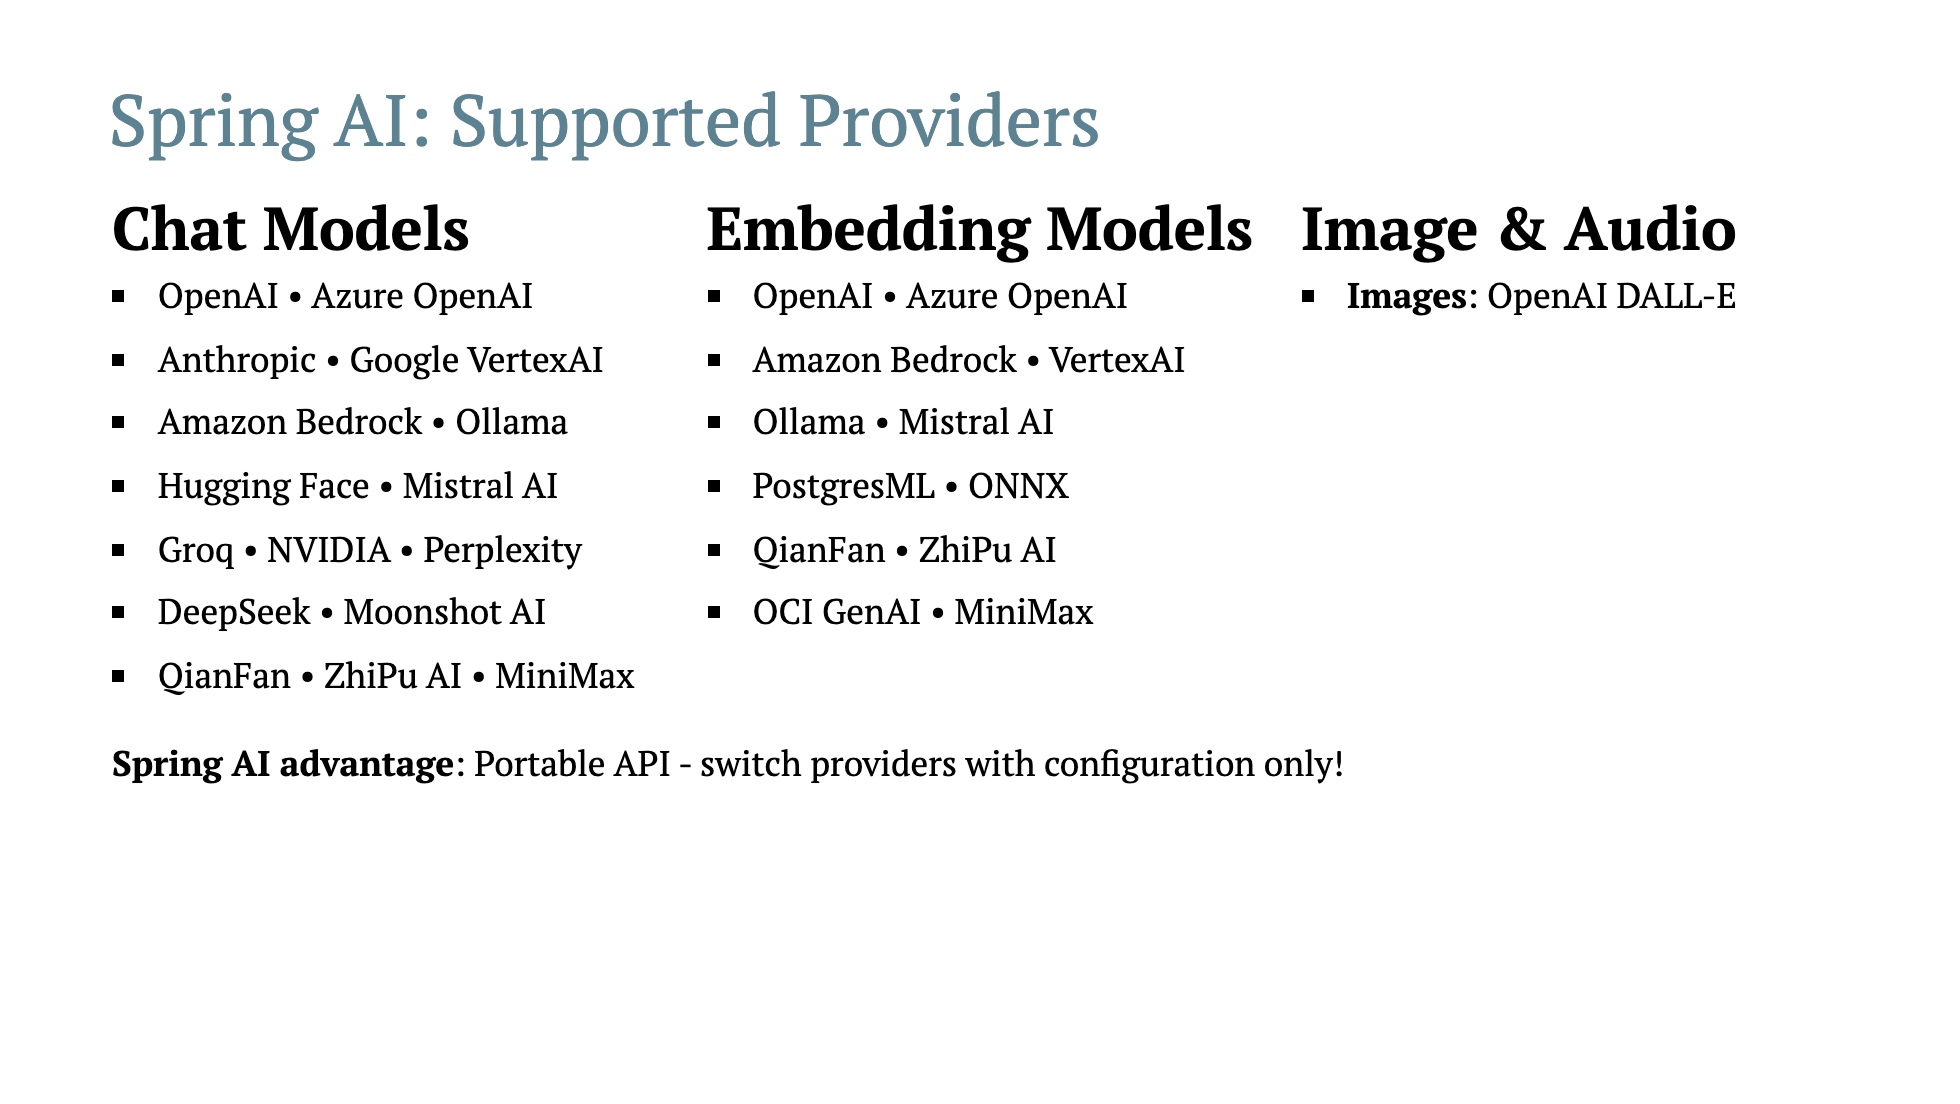 Spring AI: Supported Providers
Chat Models
▪ OpenAI • Azure OpenAI
▪ Anthropic • Google VertexAI
▪ Amazon Bedrock • Ollama
▪ Hugging Face • Mistral AI
▪ Groq • NVIDIA • Perplexity
▪ DeepSeek • Moonshot AI
▪ QianFan • ZhiPu AI • MiniMax
Embedding Models
▪ OpenAI • Azure OpenAI
▪ Amazon Bedrock • VertexAI
▪ Ollama • Mistral AI
▪ PostgresML • ONNX
▪ QianFan • ZhiPu AI
▪ OCI GenAI • MiniMax
Image & Audio
▪ Images: OpenAI DALL-E
Spring AI advantage: Portable API - switch providers with configuration only!